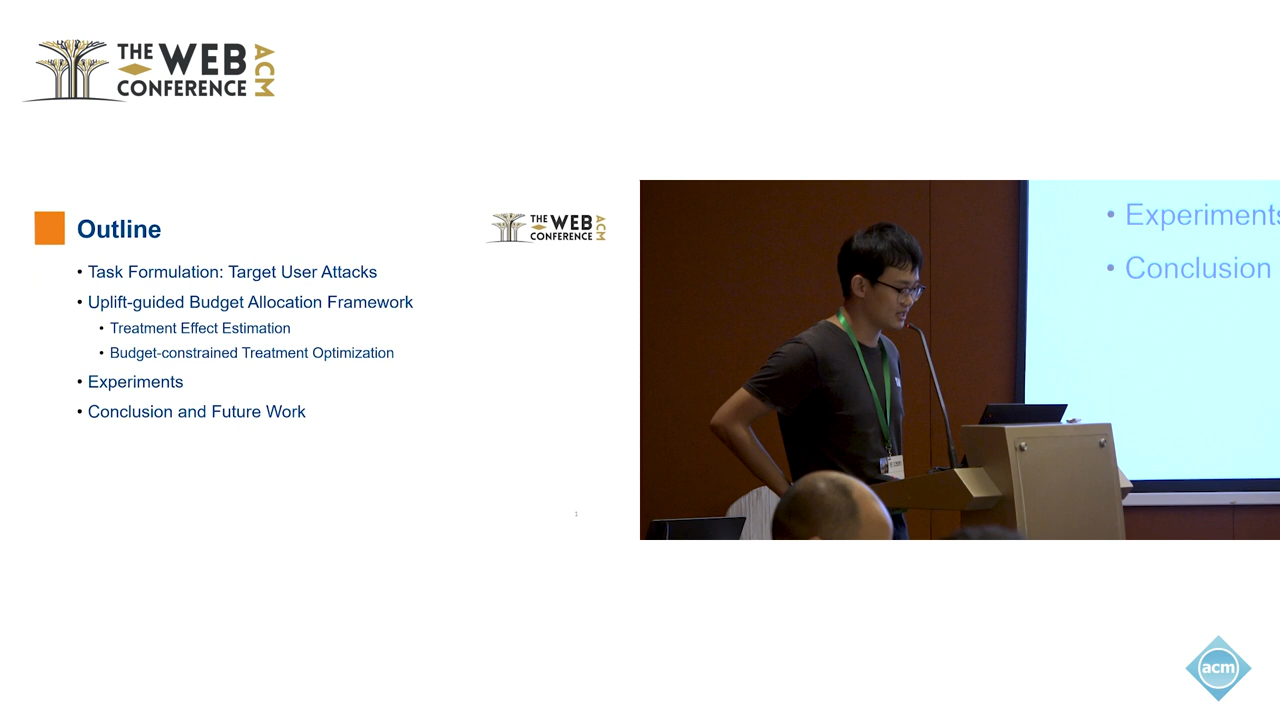 THE WEB CONFERENCE ACM
Outline
THE WEB CONFERENCE ACM
• Task Formulation: Target User Attacks
• Uplift-guided Budget Allocation Framework
• Treatment Effect Estimation
• Budget-constrained Treatment Optimization
• Experiments
• Conclusion and Future Work
1
• Experiments
• Conclusion
acm